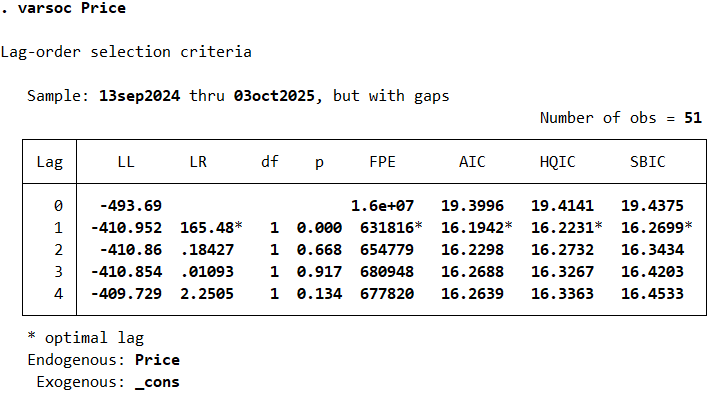 . varsoc Price
Lag-order selection criteria
Sample: 13sep2024 thru 03oct2025, but with gaps
Number of obs = 51
Lag LL LR df p FPE AIC HQIC SBIC
0 -493.69 1.6e+07 19.3996 19.4141 19.4375
1 -410.952 165.48* 1 0.000 631816* 16.1942* 16.2231* 16.2699*
2 -410.86 .18427 1 0.668 654779 16.2298 16.2732 16.3434
3 -410.854 .01093 1 0.917 680948 16.2688 16.3267 16.4203
4 -409.729 2.2505 1 0.134 677820 16.2639 16.3363 16.4533
* optimal lag
Endogenous: Price
Exogenous: _cons